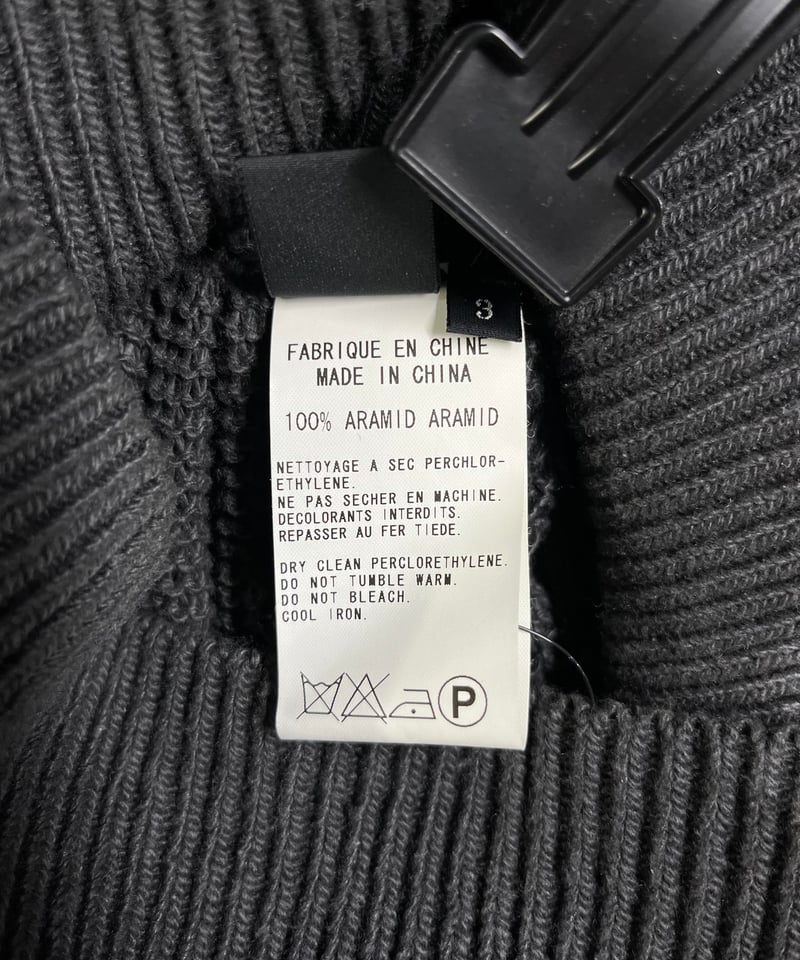 3
FABRIQUE EN CHINE
MADE IN CHINA
100% ARAMID ARAMID
NETTOYAGE A SEC PERCHLOR-
ETHYLENE.
NE PAS SECHER EN MACHINE.
DECOLORANTS INTERDITS.
REPASSER AU FER TIEDE.
DRY CLEAN PERCLORETHYLENE.
DO NOT TUMBLE WARM.
DO NOT BLEACH.
COOL IRON.
P